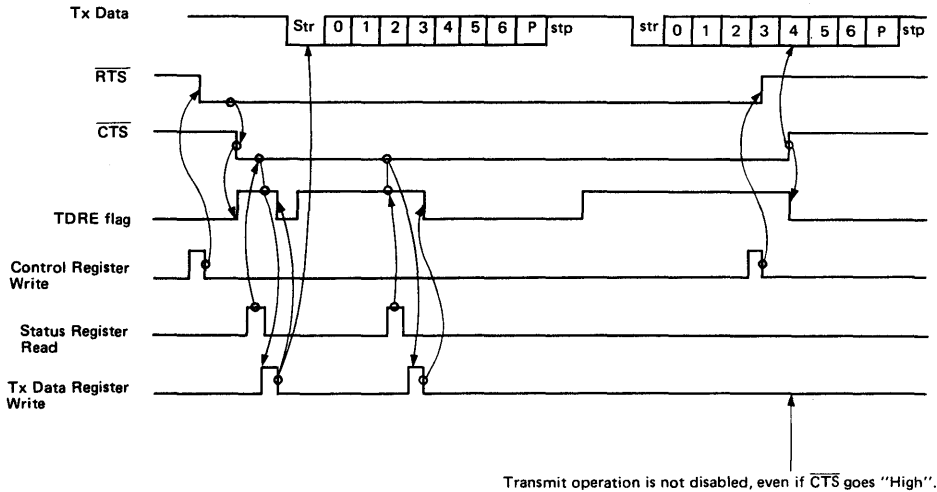 Tx Data
Str 0 1 2 3 4 5 6 P stp str 0 1 2 3 4 5 6 P stp
RTS
CTS
TDRE flag
Control Register
Write
Status Register
Read
Tx Data Register
Write
Transmit operation is not disabled, even if CTS goes "High".